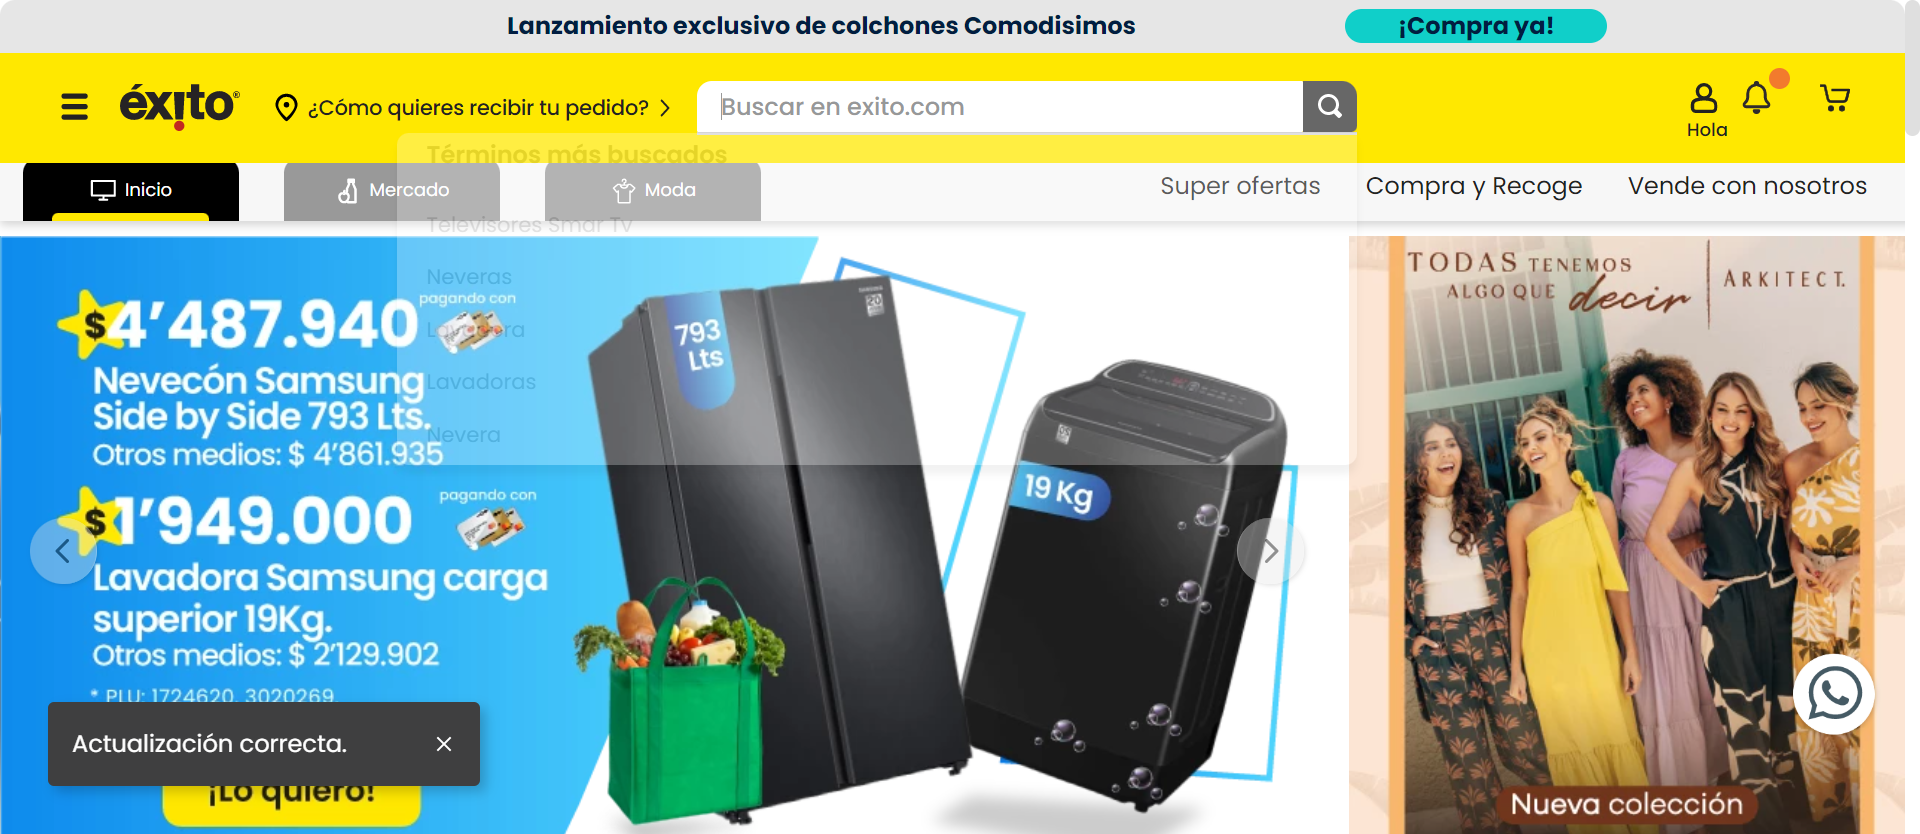 Lanzamiento exclusivo de colchones Comodisimos
¡Compra ya!
éxito
¿Cómo quieres recibir tu pedido?
Buscar en exito.com
Hola
Términos más buscados
Inicio
Mercado
Moda
Super ofertas
Compra y Recoge
Vende con nosotros
Televisores Smar Tv
Neveras
Lavadora
Lavadoras
Nevera
$4'487.940
pagando con
Nevecón Samsung
Side by Side 793 Lts.
Otros medios: $ 4'861.935
$1'949.000
pagando con
Lavadora Samsung carga
superior 19Kg.
Otros medios: $ 2'129.902
* PLU: 1724620, 3020269.
¡Lo quiero!
793
Lts
SAMSUNG
20
19 Kg
TODAS TENEMOS
ALGO QUE decir
ARKITECT.
Nueva colección
Actualización correcta.